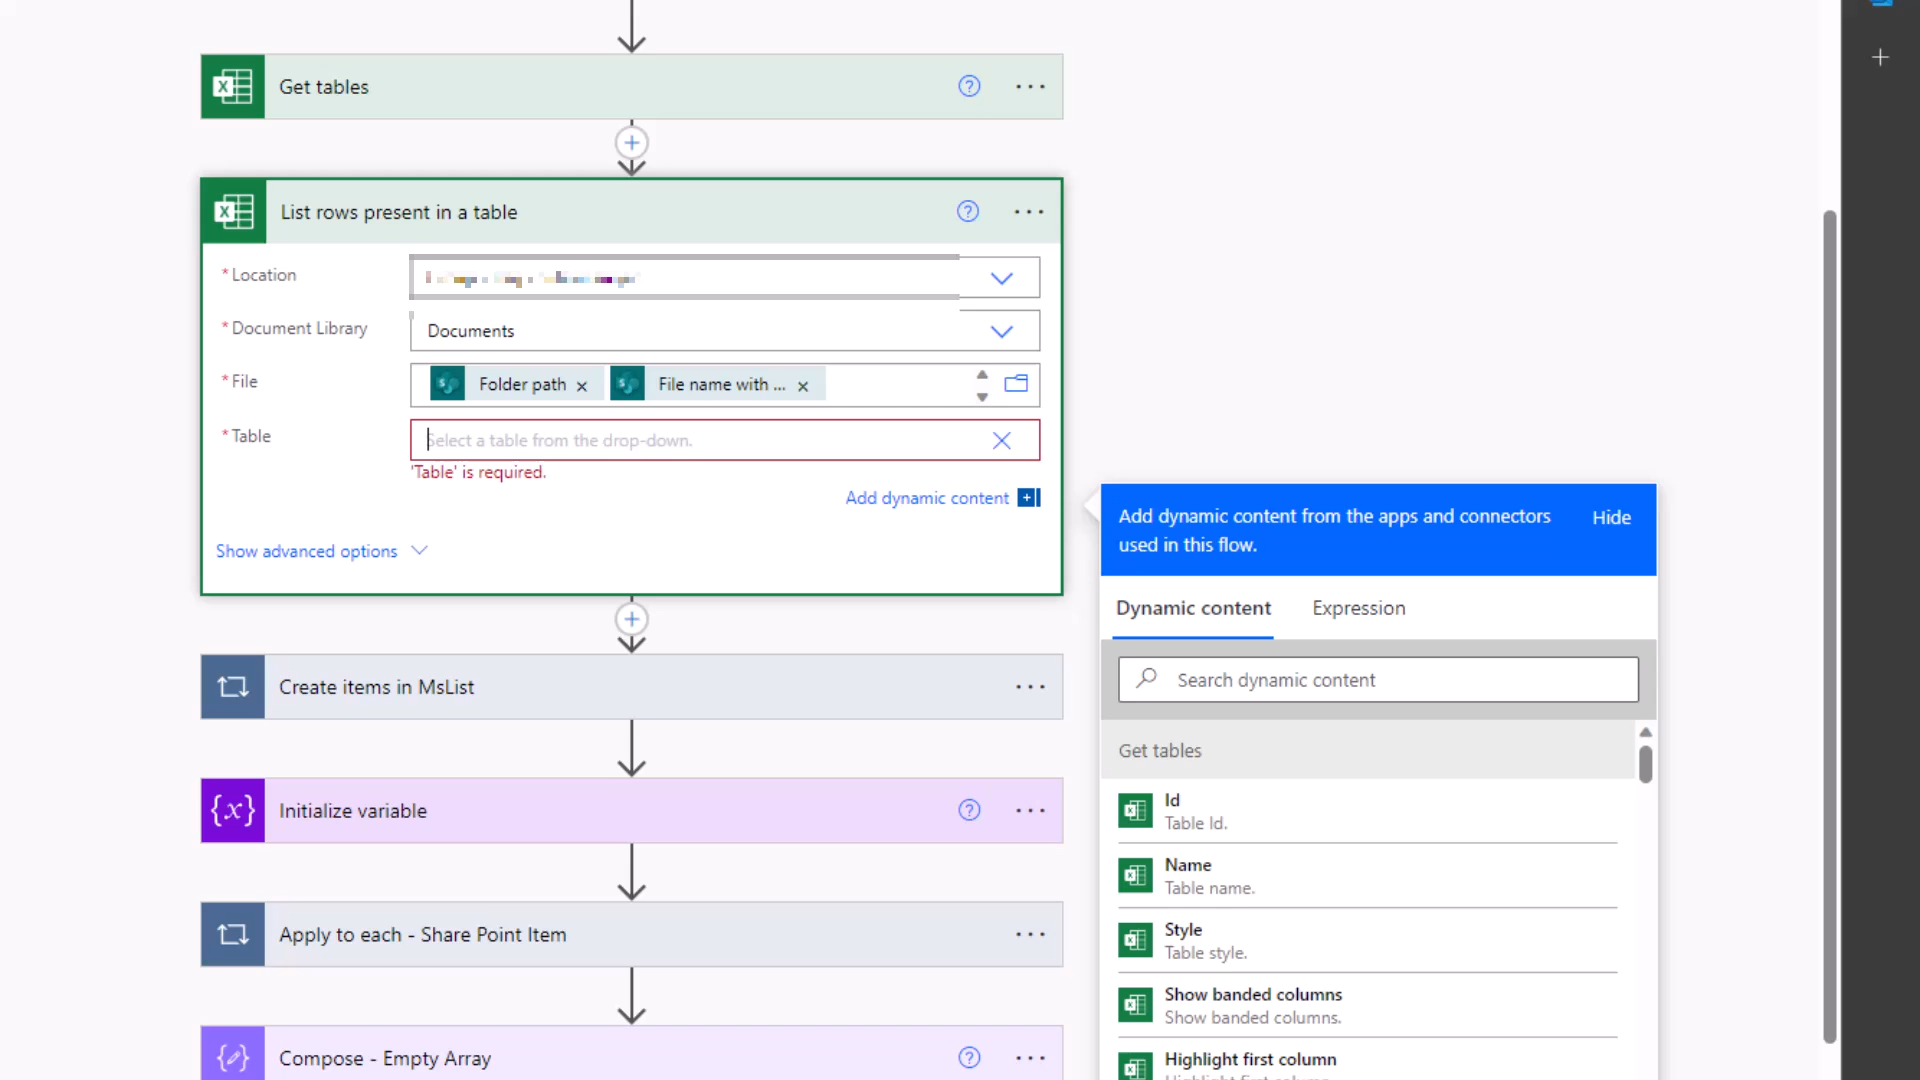 Get tables
List rows present in a table
* Location
* Document Library
Documents
* File
Folder path
File name with ...
* Table
Select a table from the drop-down.
'Table' is required.
Add dynamic content
Show advanced options
Create items in MsList
Initialize variable
Apply to each - Share Point Item
Compose - Empty Array
Add dynamic content from the apps and connectors
used in this flow.
Hide
Dynamic content
Expression
Search dynamic content
Get tables
Id
Table Id.
Name
Table name.
Style
Table style.
Show banded columns
Show banded columns.
Highlight first column